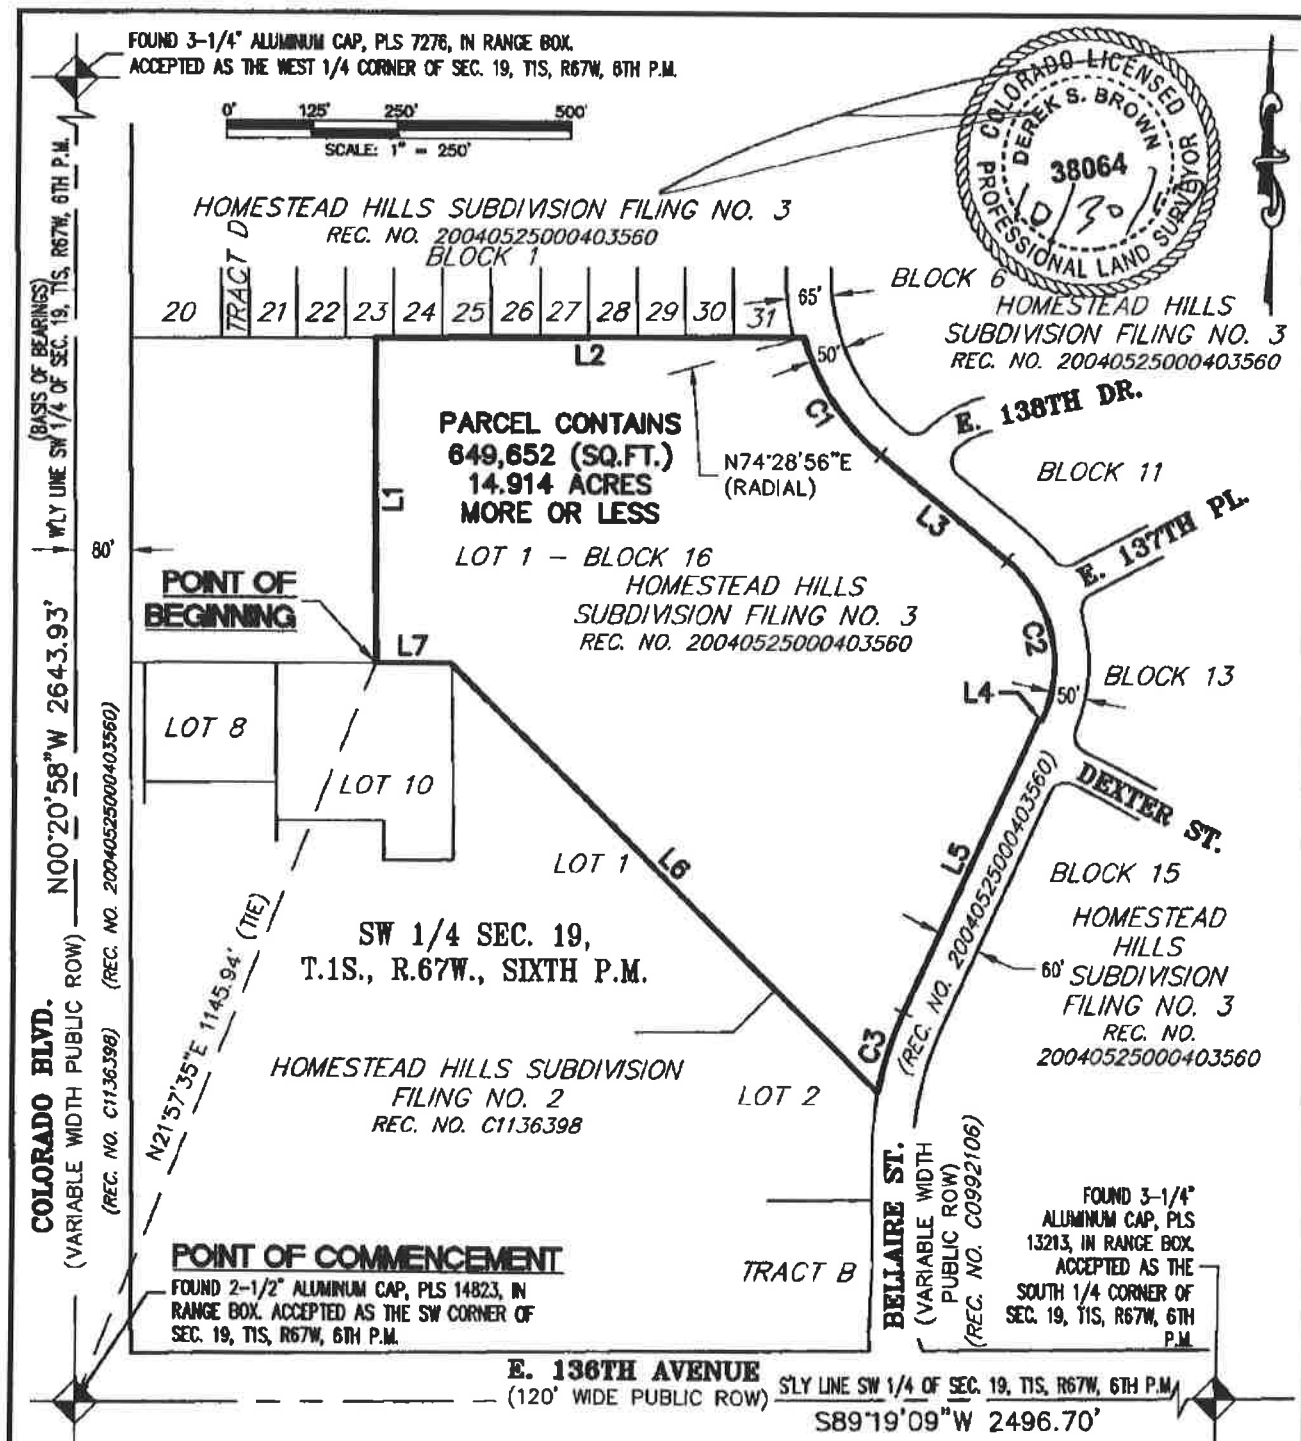 FOUND 3-1/4" ALUMINUM CAP, PLS 7276, IN RANGE BOX.
ACCEPTED AS THE WEST 1/4 CORNER OF SEC. 19, T1S, R67W, 6TH P.M.
0' 125' 250' 500'
SCALE: 1" = 250'
COLORADO LICENSED
DEREK S. BROWN
38064
PROFESSIONAL LAND SURVEYOR
HOMESTEAD HILLS SUBDIVISION FILING NO. 3
REC. NO. 20040525000403560
BLOCK 1
20 TRACT D 21 22 23 24 25 26 27 28 29 30 31
65'
BLOCK 6
HOMESTEAD HILLS
SUBDIVISION FILING NO. 3
REC. NO. 20040525000403560
L2
50'
C1
E. 138TH DR.
PARCEL CONTAINS
649,652 (SQ.FT.)
14.914 ACRES
MORE OR LESS
N74°28'56"E
(RADIAL)
BLOCK 11
L1
L3
E. 137TH PL.
LOT 1 - BLOCK 16
HOMESTEAD HILLS
SUBDIVISION FILING NO. 3
REC. NO. 20040525000403560
80'
POINT OF
BEGINNING
L7
C2
L4
50'
BLOCK 13
LOT 8
LOT 10
DEXTER ST.
LOT 1
L6
L5
(REC. NO. 20040525000403560)
BLOCK 15
HOMESTEAD
HILLS
SUBDIVISION
FILING NO. 3
REC. NO.
20040525000403560
60'
SW 1/4 SEC. 19,
T.1S., R.67W., SIXTH P.M.
C3
HOMESTEAD HILLS SUBDIVISION
FILING NO. 2
REC. NO. C1136398
LOT 2
(BASIS OF BEARINGS)
W'LY LINE SW 1/4 OF SEC. 19, T1S, R67W, 6TH P.M.
N00°20'58"W 2643.93'
COLORADO BLVD.
(VARIABLE WIDTH PUBLIC ROW)
(REC. NO. C1136398) (REC. NO. 20040525000403560)
N21°57'35"E 1145.94' (TIE)
BELLAIRE ST.
(VARIABLE WIDTH
PUBLIC ROW)
(REC. NO. C0992106)
TRACT B
FOUND 3-1/4"
ALUMINUM CAP, PLS
13213, IN RANGE BOX.
ACCEPTED AS THE
SOUTH 1/4 CORNER OF
SEC. 19, T1S, R67W, 6TH
P.M.
POINT OF COMMENCEMENT
FOUND 2-1/2" ALUMINUM CAP, PLS 14823, IN
RANGE BOX. ACCEPTED AS THE SW CORNER OF
SEC. 19, T1S, R67W, 6TH P.M.
E. 136TH AVENUE
(120' WIDE PUBLIC ROW)
S'LY LINE SW 1/4 OF SEC. 19, T1S, R67W, 6TH P.M.
S89°19'09"W 2496.70'